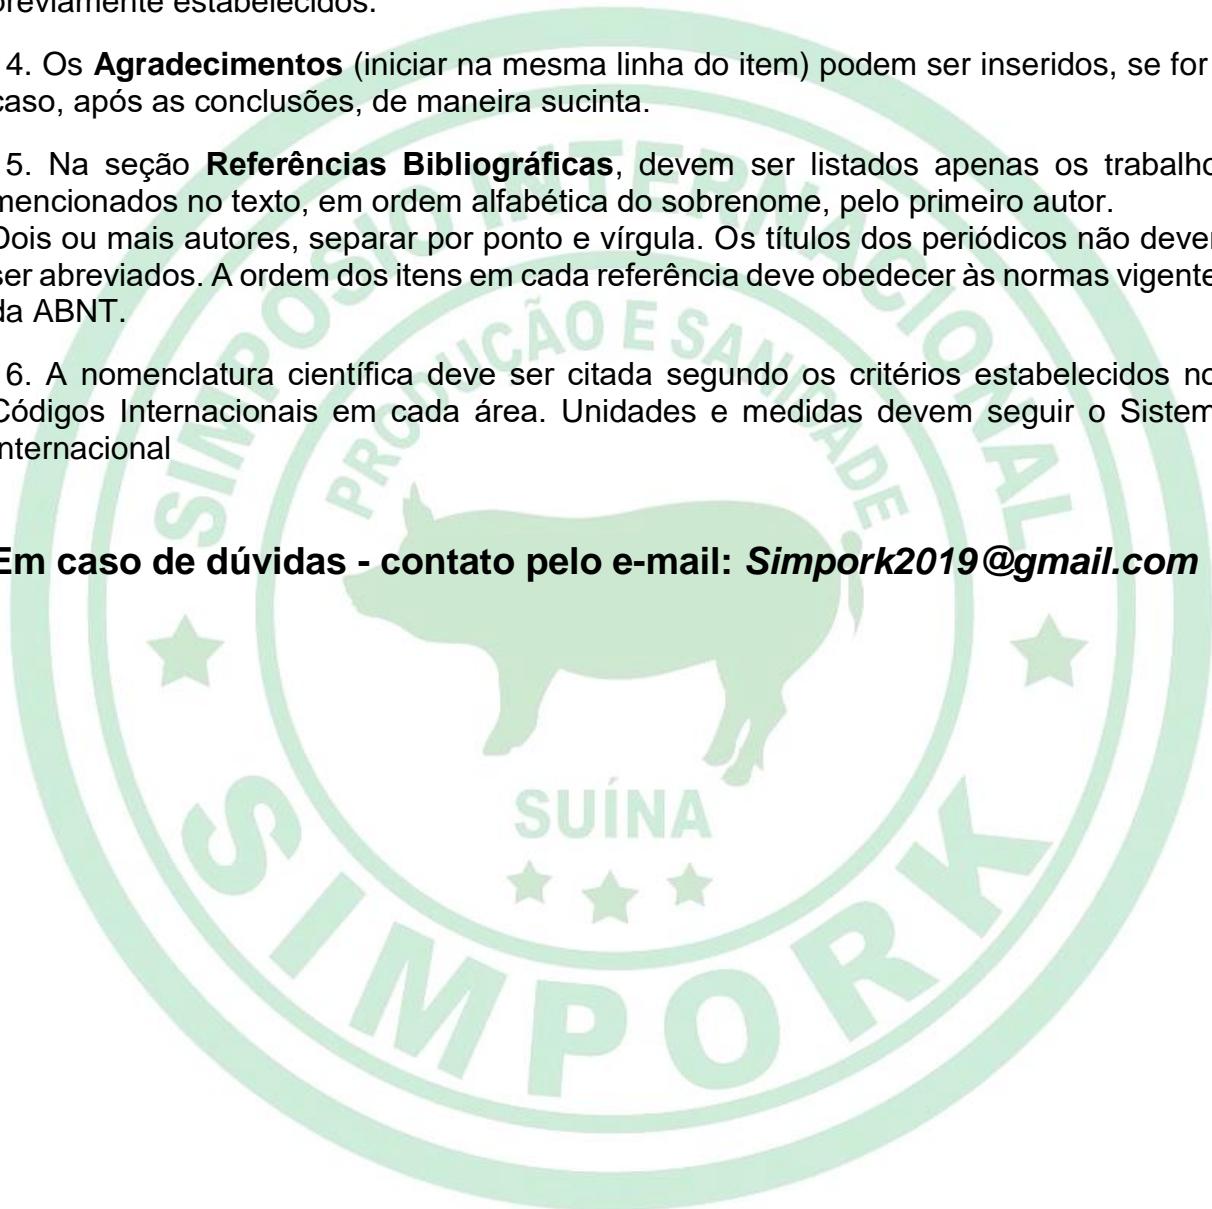 previamente estabelecidos.
4. Os Agradecimentos (iniciar na mesma linha do item) podem ser inseridos, se for
caso, após as conclusões, de maneira sucinta.
5. Na seção Referências Bibliográficas, devem ser listados apenas os trabalho
mencionados no texto, em ordem alfabética do sobrenome, pelo primeiro autor.
Dois ou mais autores, separar por ponto e vírgula. Os títulos dos periódicos não devem
ser abreviados. A ordem dos itens em cada referência deve obedecer às normas vigente
da ABNT.
6. A nomenclatura científica deve ser citada segundo os critérios estabelecidos no
Códigos Internacionais em cada área. Unidades e medidas devem seguir o Sistem
Internacional
Em caso de dúvidas - contato pelo e-mail: Simpork2019@gmail.com
SIMPOSIO INTERNACIONAL
PRODUÇÃO E SANIDADE
SUÍNA
SIMPORK